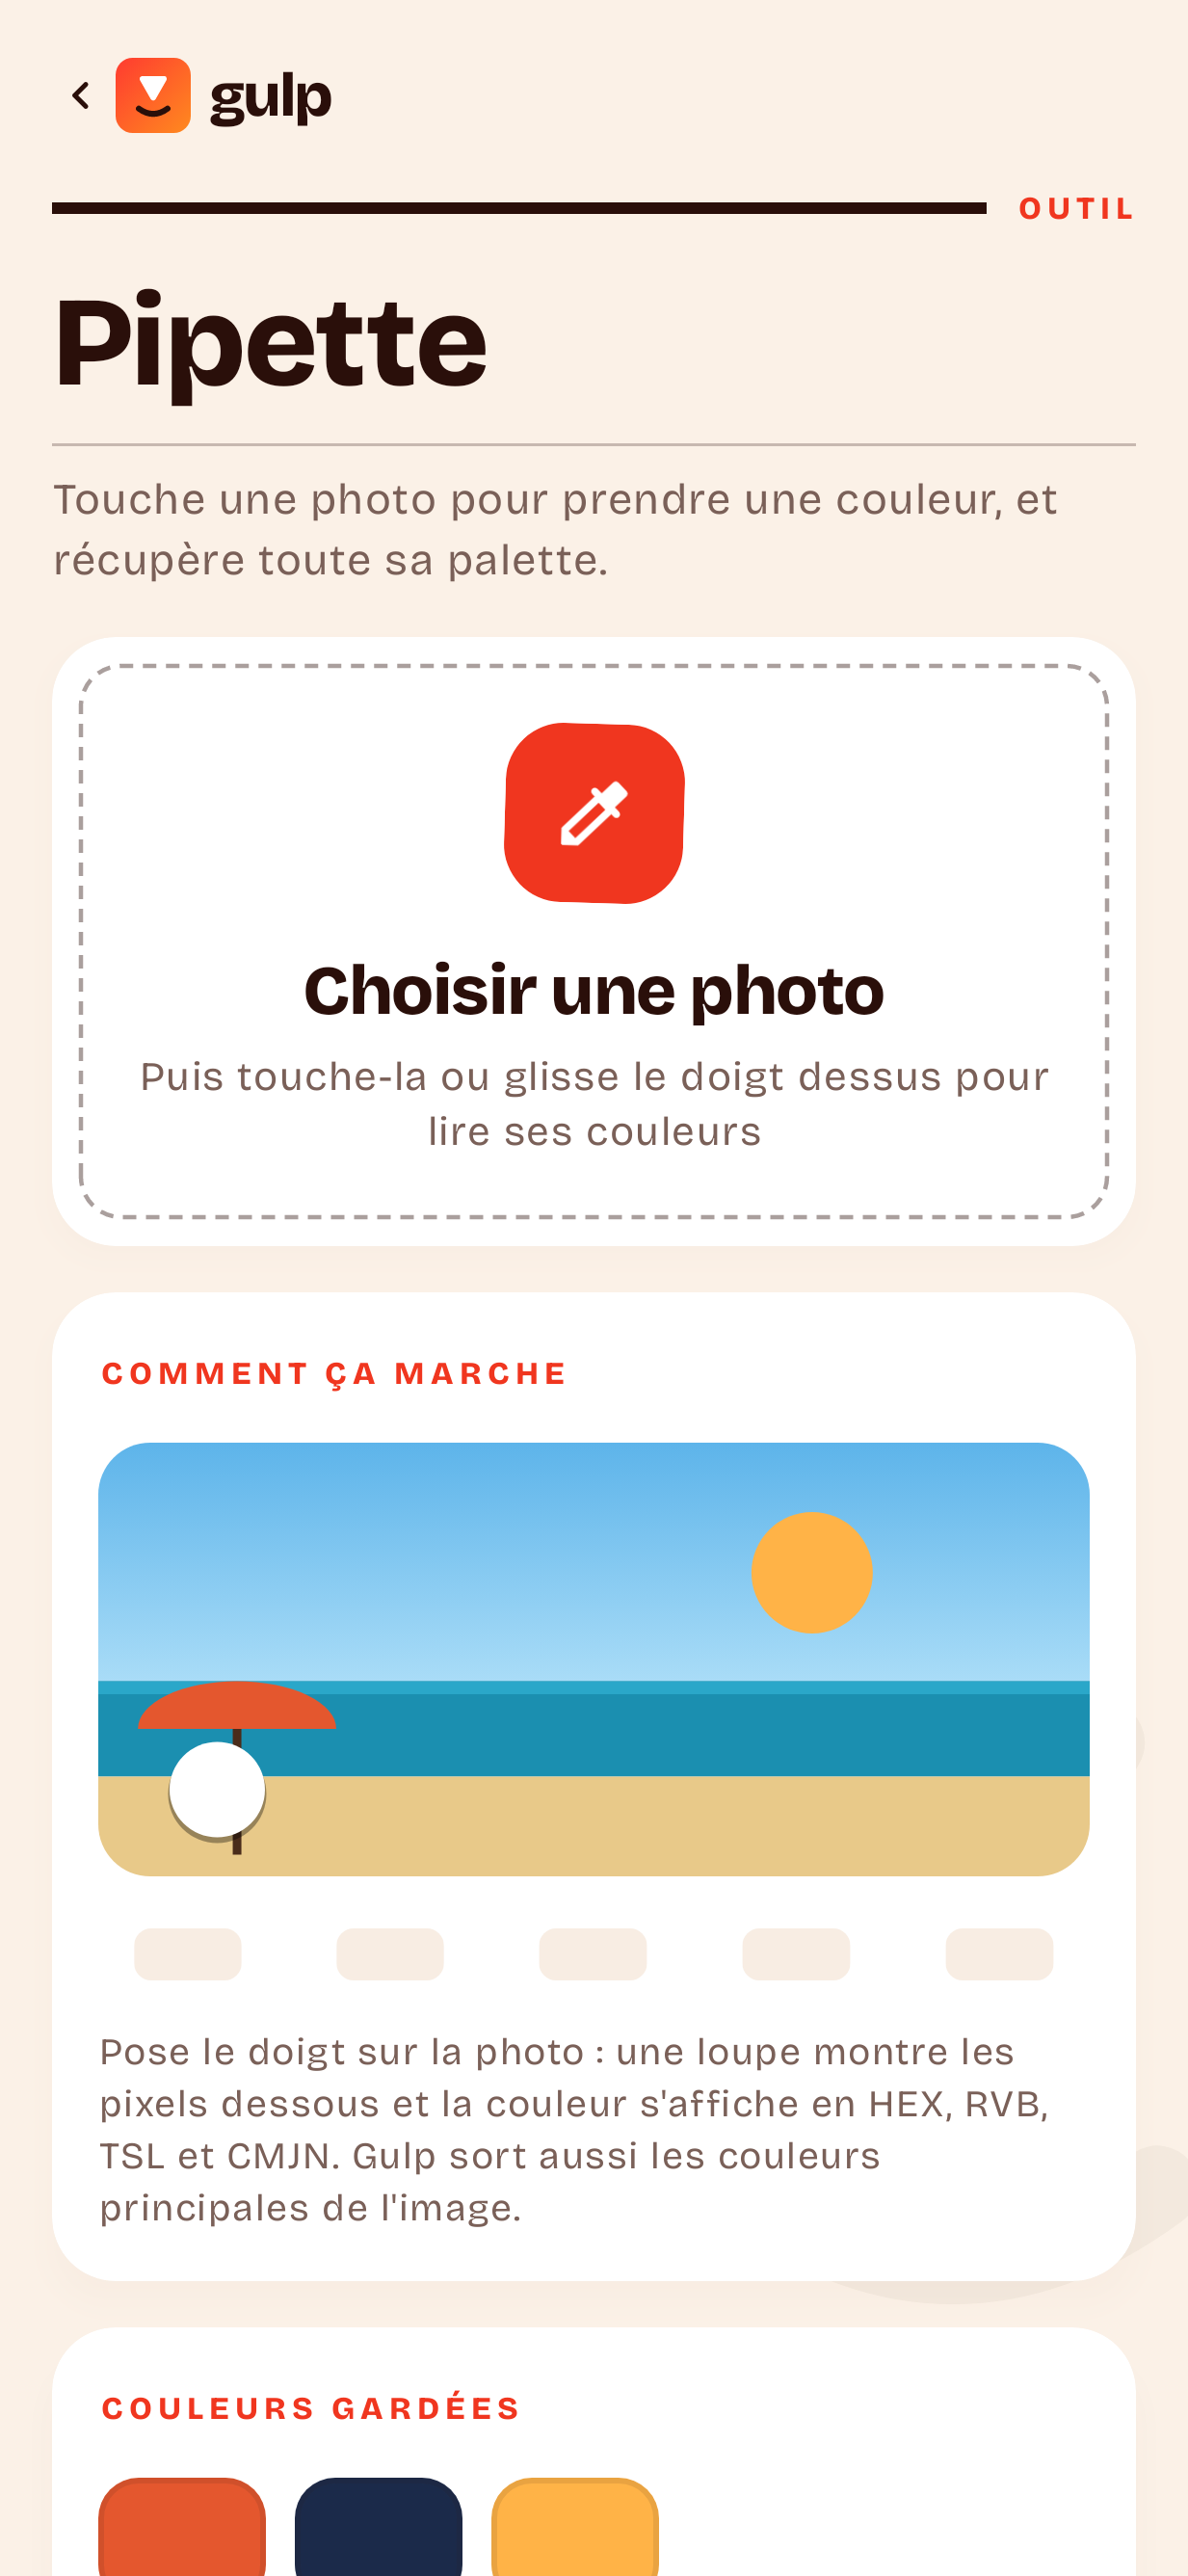 gulp
OUTIL
Pipette
Touche une photo pour prendre une couleur, et
récupère toute sa palette.
Choisir une photo
Puis touche-la ou glisse le doigt dessus pour
lire ses couleurs
COMMENT ÇA MARCHE
Pose le doigt sur la photo : une loupe montre les
pixels dessous et la couleur s'affiche en HEX, RVB,
TSL et CMJN. Gulp sort aussi les couleurs
principales de l'image.
COULEURS GARDÉES